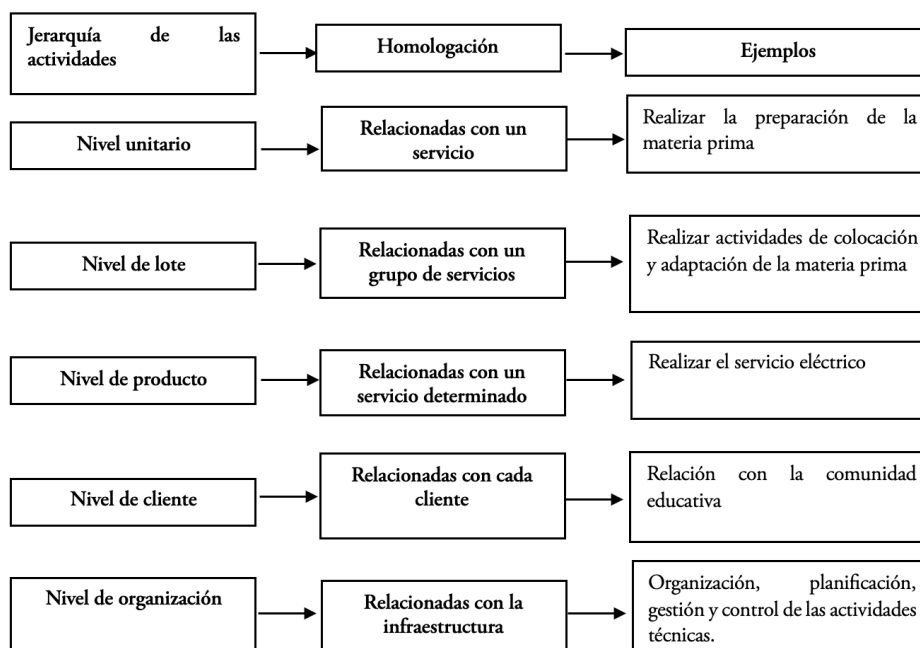 Jerarquía de las
actividades
Homologación
Ejemplos
Nivel unitario
Relacionadas con un
servicio
Realizar la preparación de la
materia prima
Nivel de lote
Relacionadas con un
grupo de servicios
Realizar actividades de colocación
y adaptación de la materia prima
Nivel de producto
Relacionadas con un
servicio determinado
Realizar el servicio eléctrico
Nivel de cliente
Relacionadas con cada
cliente
Relación con la comunidad
educativa
Nivel de organización
Relacionadas con la
infraestructura
Organización, planificación,
gestión y control de las actividades
técnicas.